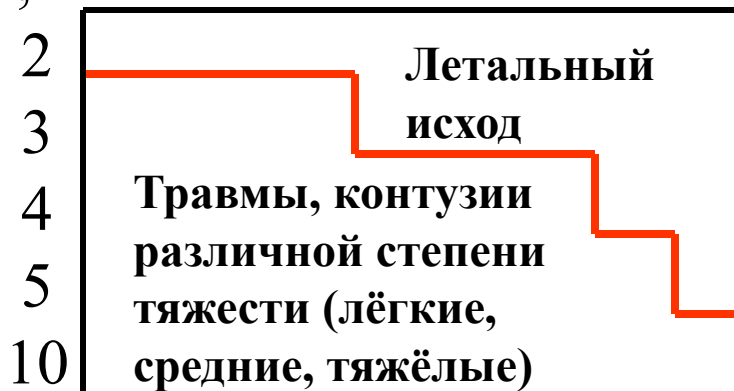 2
Летальный
исход
3
Травмы, контузии
4
различной степени
5
тяжести (лёгкие,
10
средние, тяжёлые)